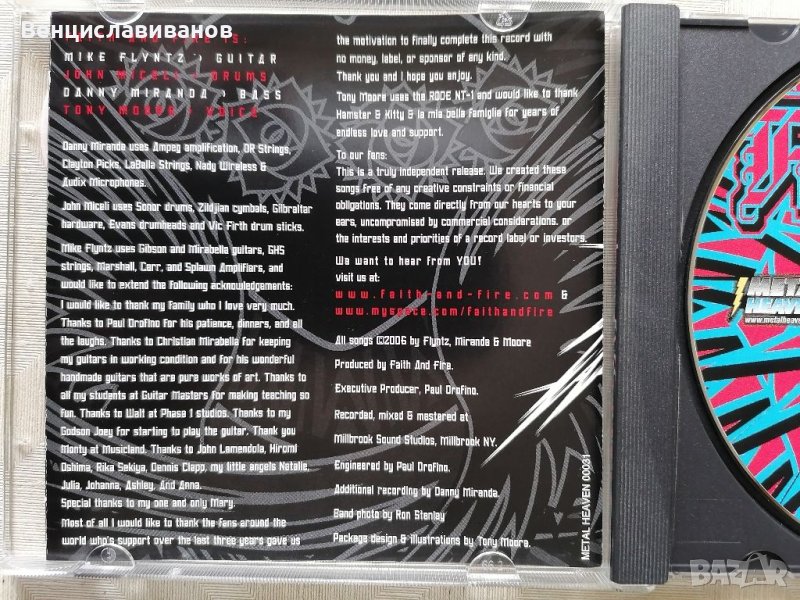 Венциславиванов
FAITH AND FIRE IS:
MIKE FLYNTZ > GUITAR
JOHN MICELI > DRUMS
DANNY MIRANDA > BASS
TONY MOORE > VOICE
Danny Miranda uses Ampeg amplification, DR Strings,
Clayton Picks, LaBella Strings, Nady Wireless &
Audix Microphones.
John Miceli uses Sonor drums, Zildjian cymbals, Gibraltar
hardware, Evans drumheads and Vic Firth drum sticks.
Mike Flyntz uses Gibson and Mirabella guitars, GHS
strings, Marshall, Carr, and Splawn Amplifiers, and
would like to extend the following acknowledgements:
I would like to thank my Family who I love very much.
Thanks to Paul Orofino for his patience, dinners, and all
the laughs. Thanks to Christian Mirabella for keeping
my guitars in working condition and for his wonderful
handmade guitars that are pure works of art. Thanks to
all my students at Guitar Masters for making teaching so
fun. Thanks to Walt at Phase 1 studios. Thanks to my
Godson Joey for starting to play the guitar. Thank you
Monty at Musicland. Thanks to John Lamendola, Hiromi
Oshima, Rika Sekiya, Dennis Clapp, my little angels Natalie,
Julia, Johanna, Ashley, And Anna.
Special thanks to my one and only Mary.
Most of all I would like to thank the fans around the
world who's support over the last three years gave us
the motivation to finally complete this record with
no money, label, or sponsor of any kind.
Thank you and I hope you enjoy.
Tony Moore uses the RODE NT-1 and would like to thank
Hamster & Kitty & la mia bella famiglie for years of
endless love and support.
To our fans:
This is a truly independent release. We created these
songs free of any creative constraints or financial
obligations. They come directly from our hearts to your
ears, uncompromised by commercial considerations, or
the interests and priorities of a record label or investors.
We want to hear from YOU!
visit us at:
www.faith-and-fire.com &
www.myspace.com/faithandfire
All songs ©2006 by Flyntz, Miranda & Moore
Produced by Faith And Fire.
Executive Producer, Paul Orofino.
Recorded, mixed & mastered at
Millbrook Sound Studios, Millbrook NY.
Engineered by Paul Orofino.
Additional recording by Danny Miranda.
Band photo by Ron Stanlay
Package design & illustrations by Tony Moore.
METAL HEAVEN 00031
BAZAR